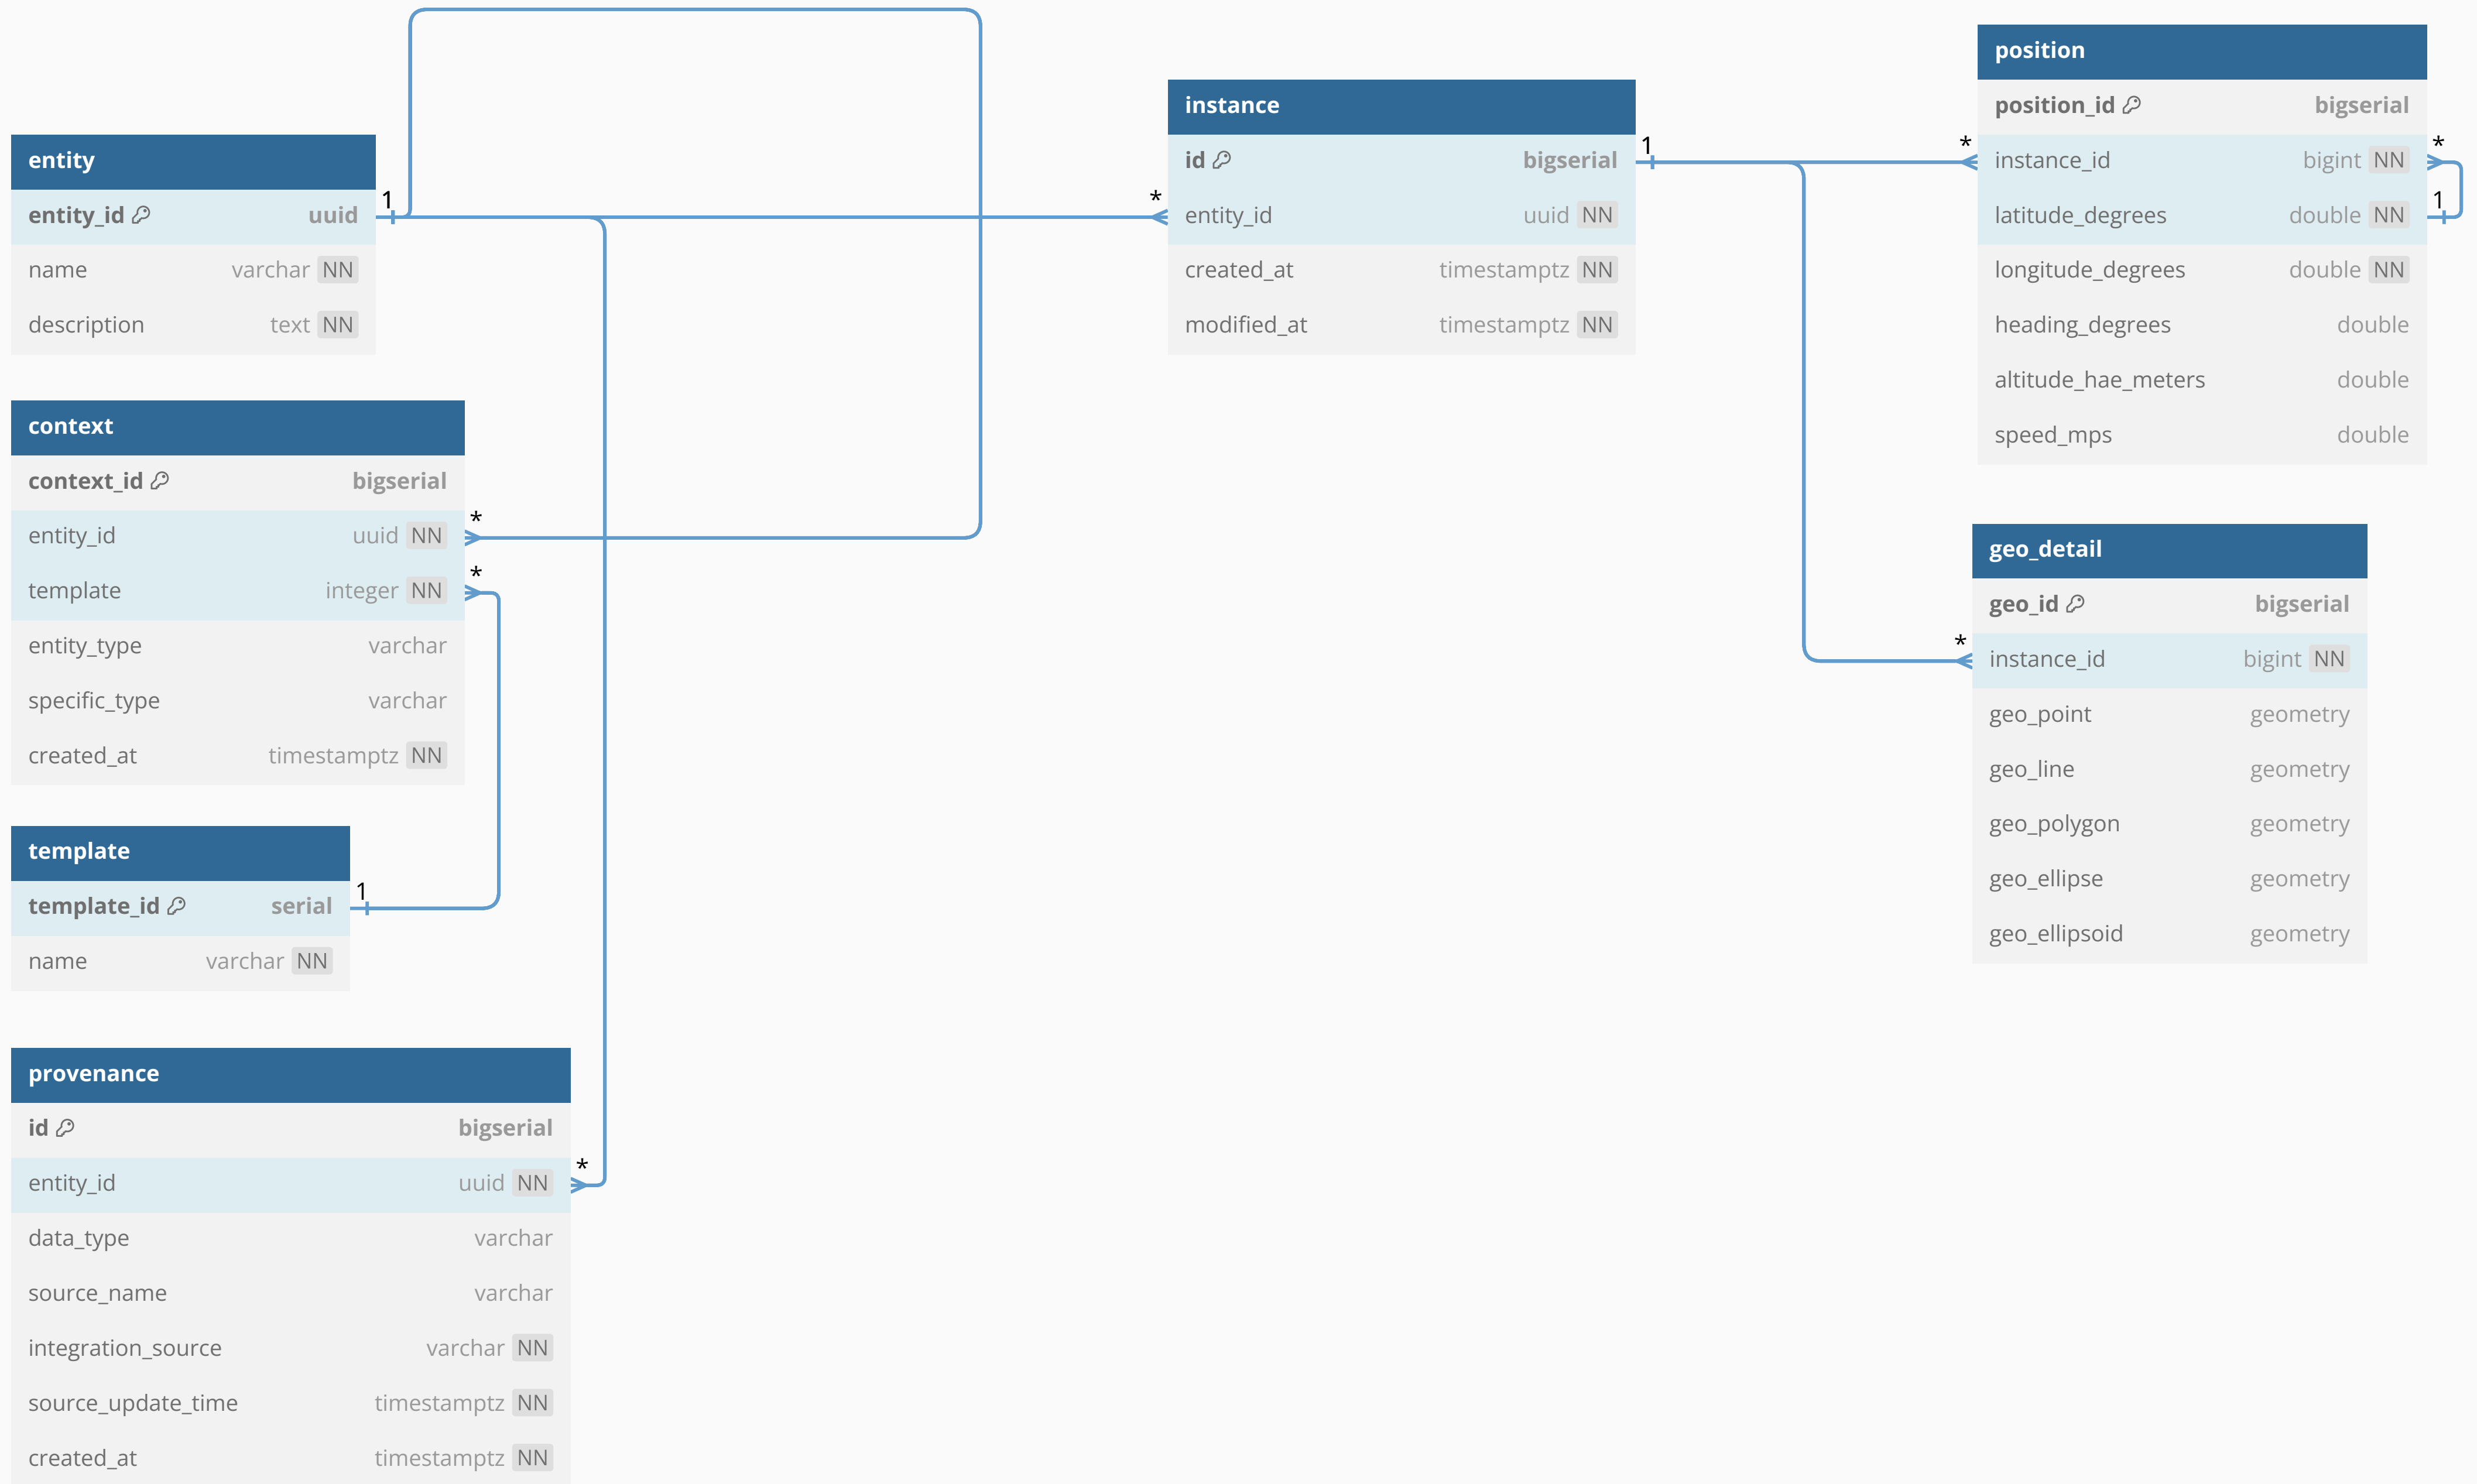 entity
1
entity_id uuid
name varchar NN
description text NN
context
context_id bigserial
*
entity_id uuid NN
*
template integer NN
entity_type varchar
specific_type varchar
created_at timestamptz NN
template
1
template_id serial
name varchar NN
provenance
id bigserial
*
entity_id uuid NN
data_type varchar
source_name varchar
integration_source varchar NN
source_update_time timestamptz NN
created_at timestamptz NN
instance
1
id bigserial
*
entity_id uuid NN
created_at timestamptz NN
modified_at timestamptz NN
position
position_id bigserial
* *
instance_id bigint NN
1
latitude_degrees double NN
longitude_degrees double NN
heading_degrees double
altitude_hae_meters double
speed_mps double
geo_detail
geo_id bigserial
*
instance_id bigint NN
geo_point geometry
geo_line geometry
geo_polygon geometry
geo_ellipse geometry
geo_ellipsoid geometry